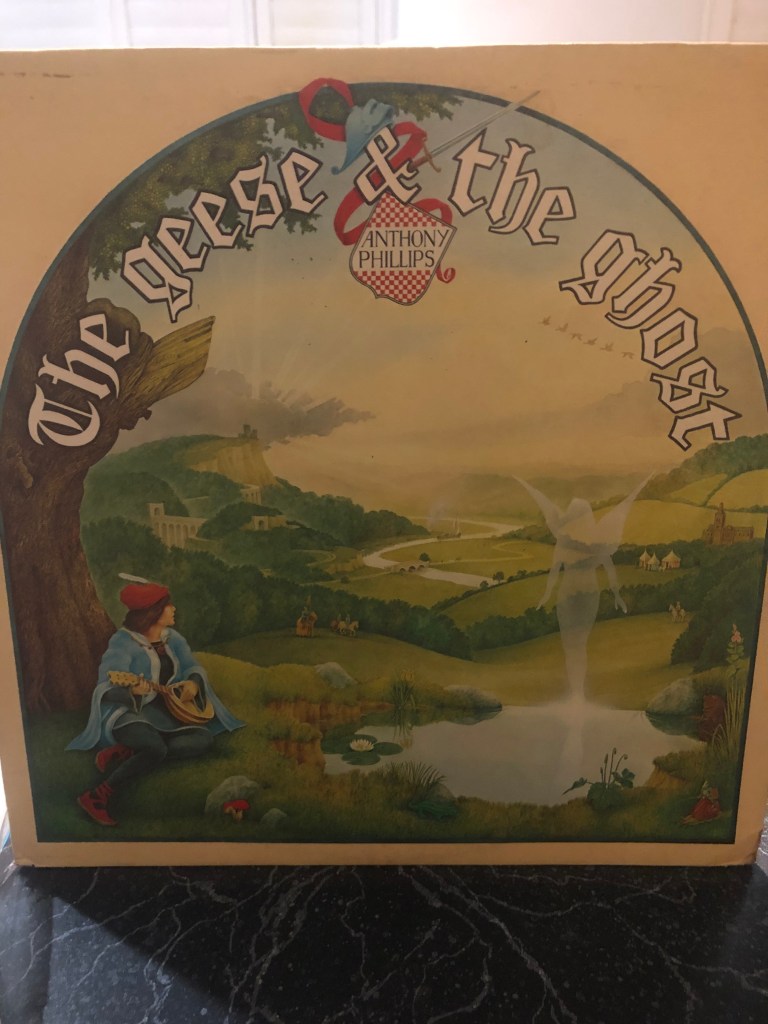 The geese & the ghost
ANTHONY
PHILLIPS